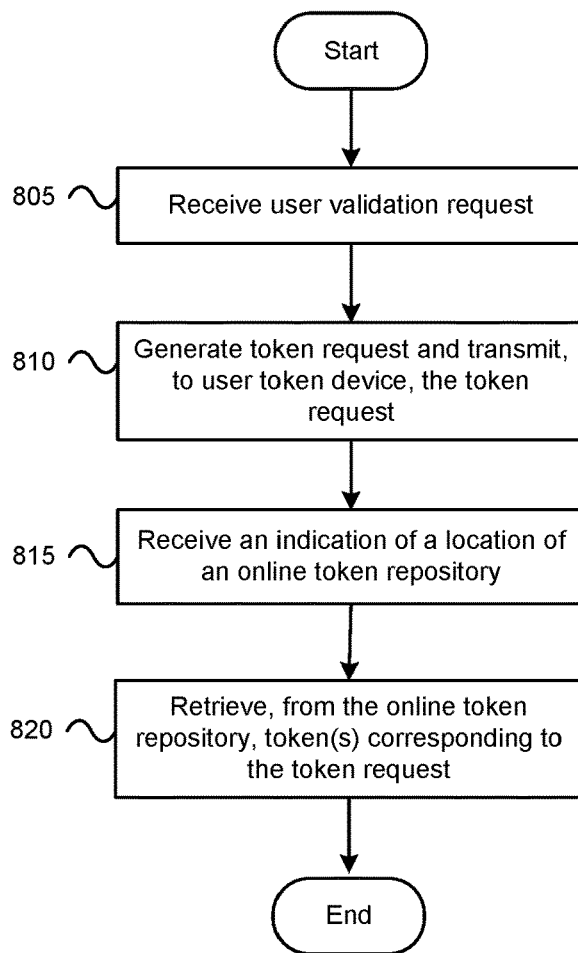 Start
805
Receive user validation request
810
Generate token request and transmit,
to user token device, the token
request
815
Receive an indication of a location of
an online token repository
820
Retrieve, from the online token
repository, token(s) corresponding to
the token request
End